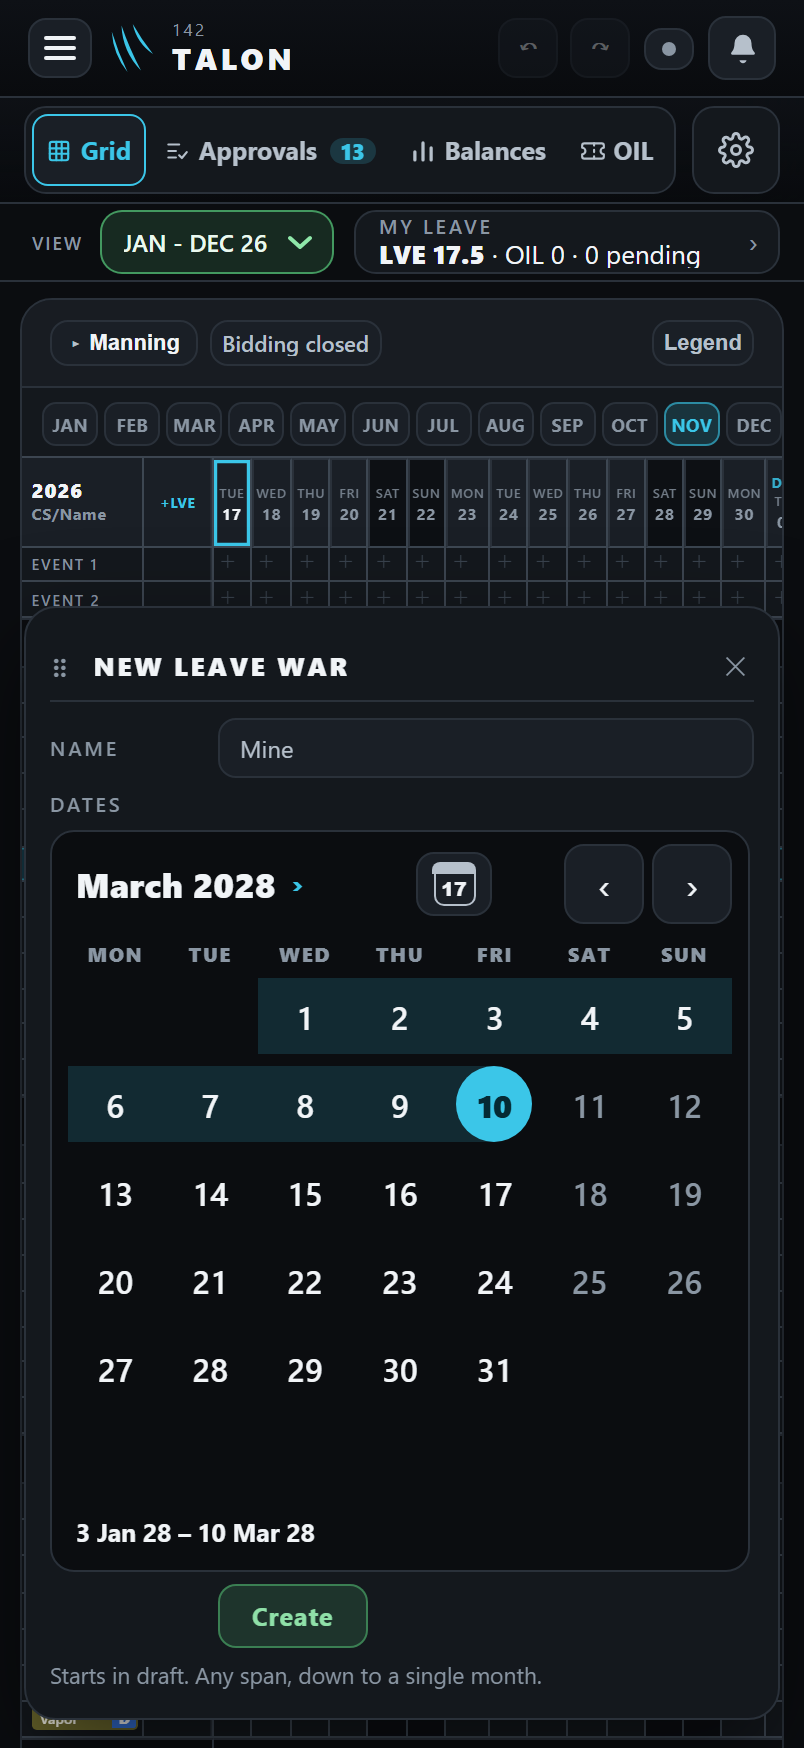 142
TALON
Grid
Approvals 13
Balances
OIL
VIEW
JAN - DEC 26
MY LEAVE
LVE 17.5 · OIL 0 · 0 pending ›
▸ Manning
Bidding closed
Legend
JAN FEB MAR APR MAY JUN JUL AUG SEP OCT NOV DEC
2026
CS/Name
+LVE
TUE WED THU FRI SAT SUN MON TUE WED THU FRI SAT SUN MON
17 18 19 20 21 22 23 24 25 26 27 28 29 30
EVENT 1 + + + + + + + + + + + + + +
EVENT 2 + + + + + + + + + + + + + +
NEW LEAVE WAR
NAME
Mine
DATES
March 2028 ›
17
‹ ›
MON TUE WED THU FRI SAT SUN
1 2 3 4 5
6 7 8 9 10 11 12
13 14 15 16 17 18 19
20 21 22 23 24 25 26
27 28 29 30 31
3 Jan 28 – 10 Mar 28
Create
Starts in draft. Any span, down to a single month.
Vapor